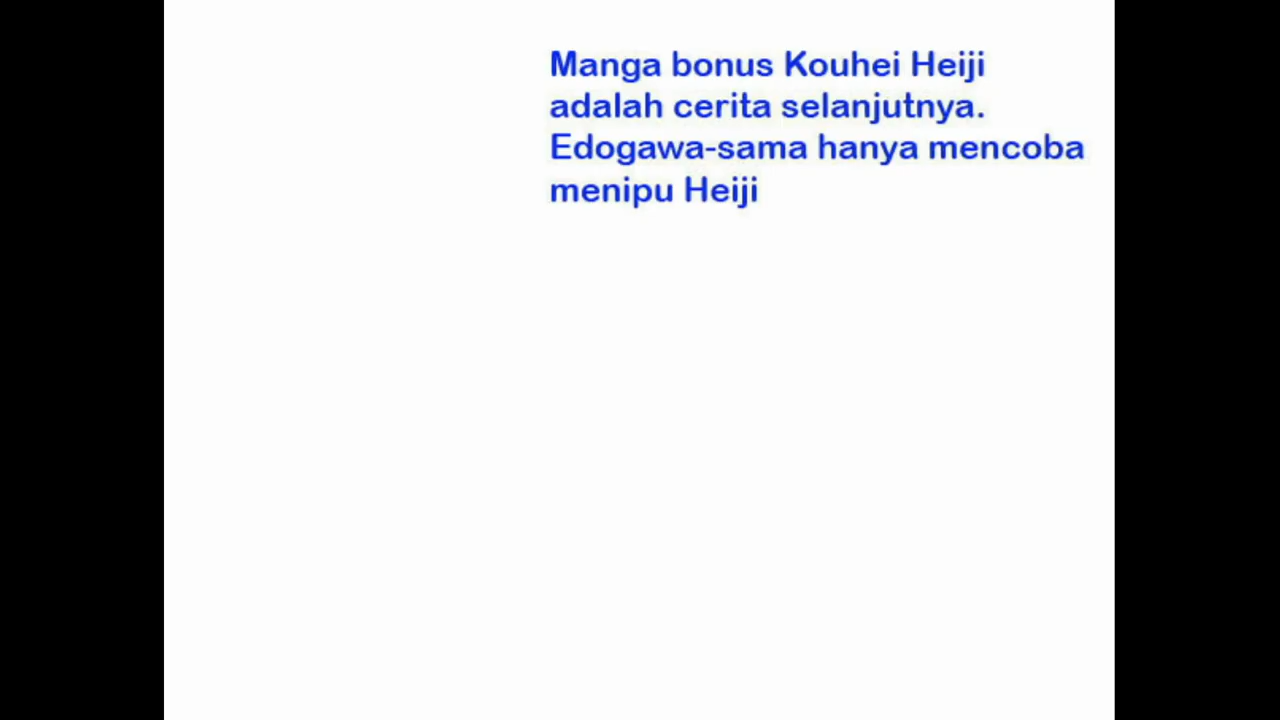 Manga bonus Kouhei Heiji
adalah cerita selanjutnya.
Edogawa-sama hanya mencoba
menipu Heiji